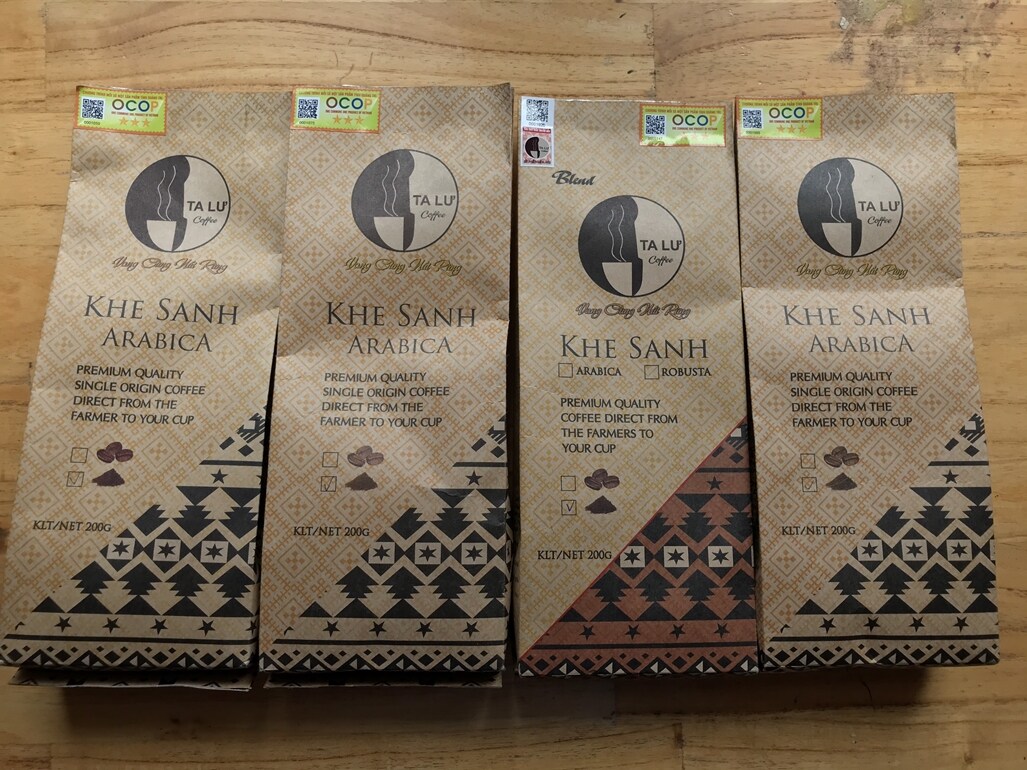 OCOP
TA LƯ
Coffee
KHE SANH
ARABICA
PREMIUM QUALITY
SINGLE ORIGIN COFFEE
DIRECT FROM THE
FARMER TO YOUR CUP
KLT/NET 200G
OCOP
TA LƯ
Coffee
KHE SANH
ARABICA
PREMIUM QUALITY
SINGLE ORIGIN COFFEE
DIRECT FROM THE
FARMER TO YOUR CUP
KLT/NET 200G
OCOP
Blend
TA LƯ
Coffee
KHE SANH
ARABICA ROBUSTA
PREMIUM QUALITY
COFFEE DIRECT FROM
THE FARMERS TO
YOUR CUP
KLT/NET 200G
OCOP
TA LƯ
Coffee
KHE SANH
ARABICA
PREMIUM QUALITY
SINGLE ORIGIN COFFEE
DIRECT FROM THE
FARMER TO YOUR CUP
KLT/NET 200G